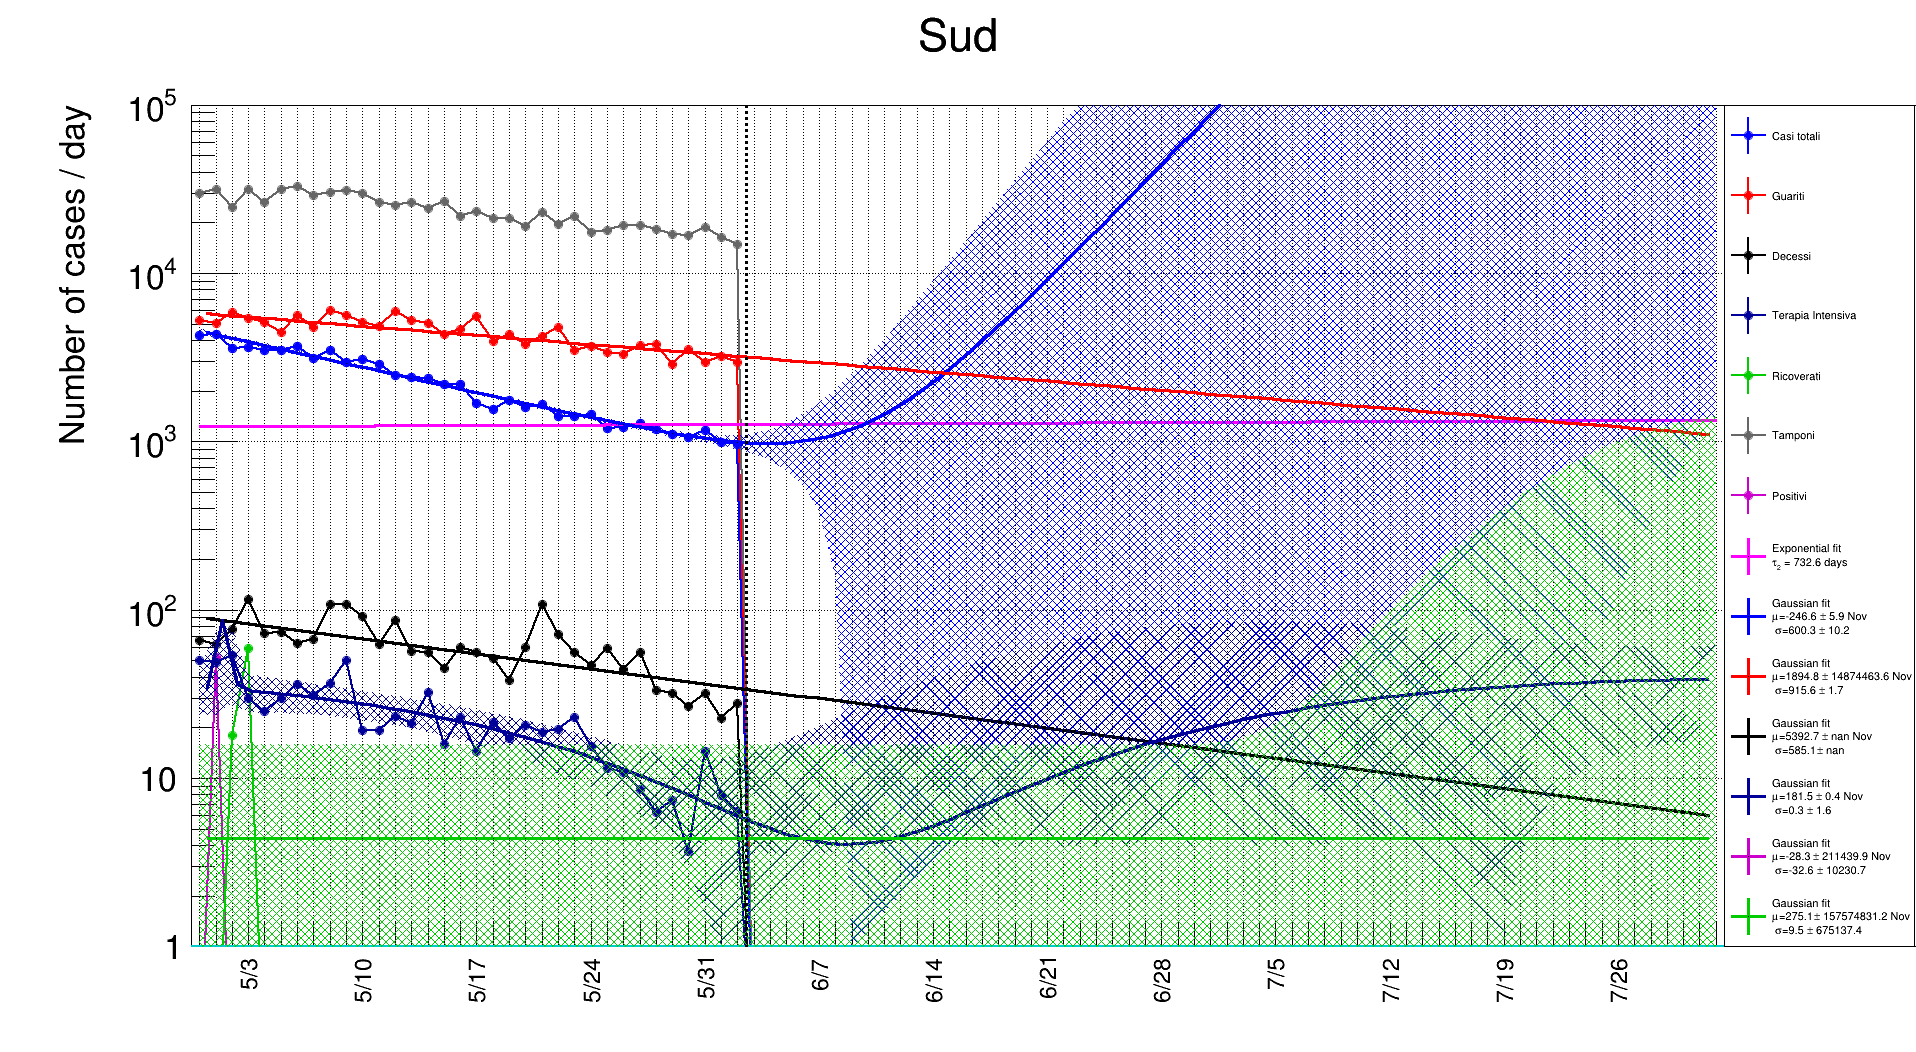 Sud
Number of cases / day
10^5
10^4
10^3
10^2
10
1
5/3
5/10
5/17
5/24
5/31
6/7
6/14
6/21
6/28
7/5
7/12
7/19
7/26
Casi totali
Guariti
Decessi
Terapia Intensiva
Ricoverati
Tamponi
Positivi
Exponential fit
τ₂ = 732.6 days
Gaussian fit
μ=-246.6 ± 5.9 Nov
σ=600.3 ± 10.2
Gaussian fit
μ=1894.8 ± 14874463.6 Nov
σ=915.6 ± 1.7
Gaussian fit
μ=5392.7 ± nan Nov
σ=585.1 ± nan
Gaussian fit
μ=181.5 ± 0.4 Nov
σ=0.3 ± 1.6
Gaussian fit
μ=-28.3 ± 211439.9 Nov
σ=-32.6 ± 10230.7
Gaussian fit
μ=275.1 ± 157574831.2 Nov
σ=9.5 ± 675137.4